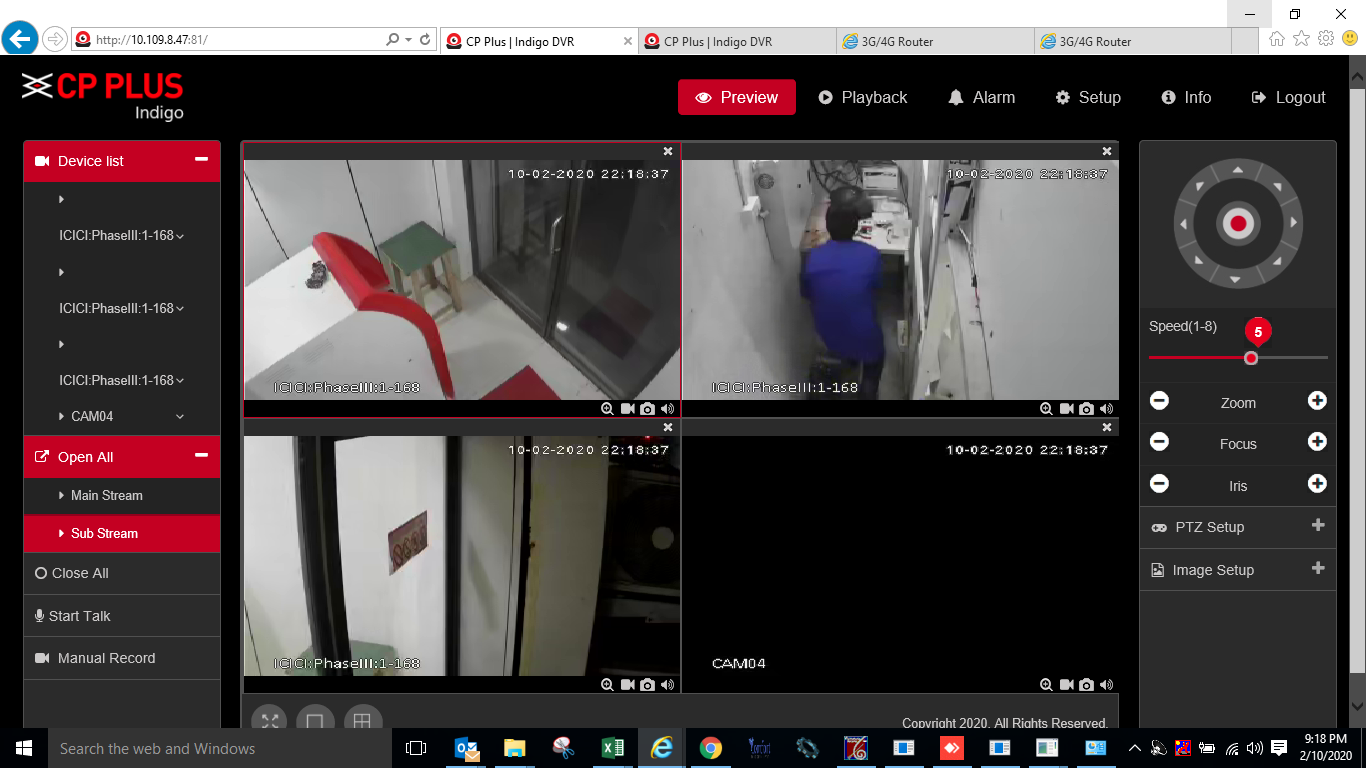 http://10.109.8.47:81/
CP Plus | Indigo DVR
CP Plus | Indigo DVR
3G/4G Router
3G/4G Router
CP PLUS
Indigo
Preview
Playback
Alarm
Setup
Info
Logout
Device list
ICICI:PhaseIII:1-168
ICICI:PhaseIII:1-168
ICICI:PhaseIII:1-168
CAM04
Open All
Main Stream
Sub Stream
Close All
Start Talk
Manual Record
10-02-2020 22:18:37
ICICI:PhaseIII:1-168
10-02-2020 22:18:37
ICICI:PhaseIII:1-168
10-02-2020 22:18:37
ICICI:PhaseIII:1-168
10-02-2020 22:18:37
CAM04
Speed(1-8)
5
Zoom
Focus
Iris
PTZ Setup
Image Setup
Copyright 2020. All Rights Reserved.
Search the web and Windows
9:18 PM
2/10/2020